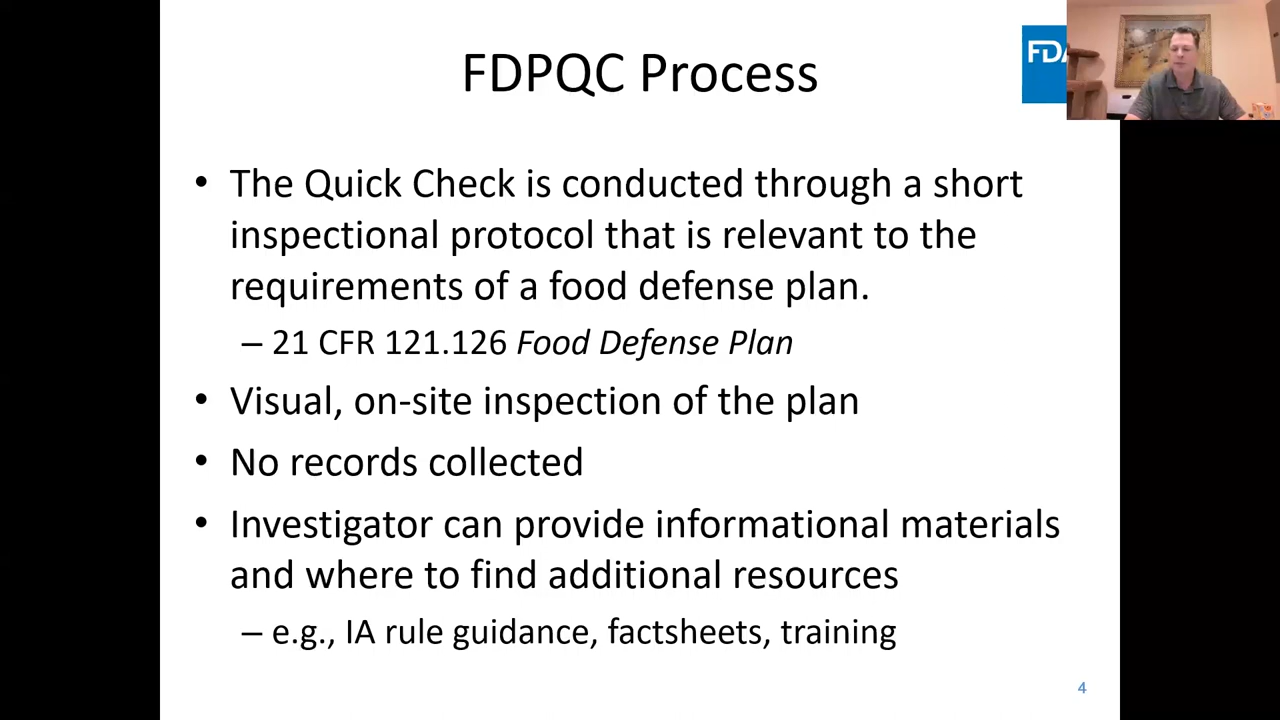 FDPQC Process
FDA
• The Quick Check is conducted through a short
inspectional protocol that is relevant to the
requirements of a food defense plan.
– 21 CFR 121.126 Food Defense Plan
• Visual, on-site inspection of the plan
• No records collected
• Investigator can provide informational materials
and where to find additional resources
– e.g., IA rule guidance, factsheets, training
4